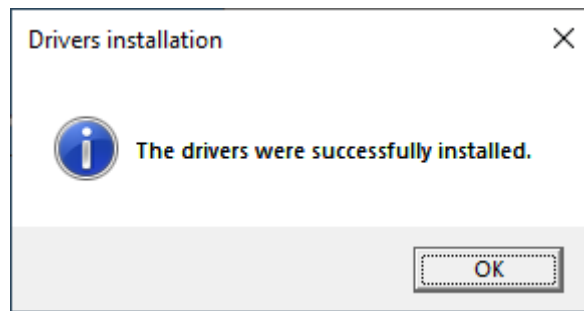 Drivers installation
The drivers were successfully installed.
OK